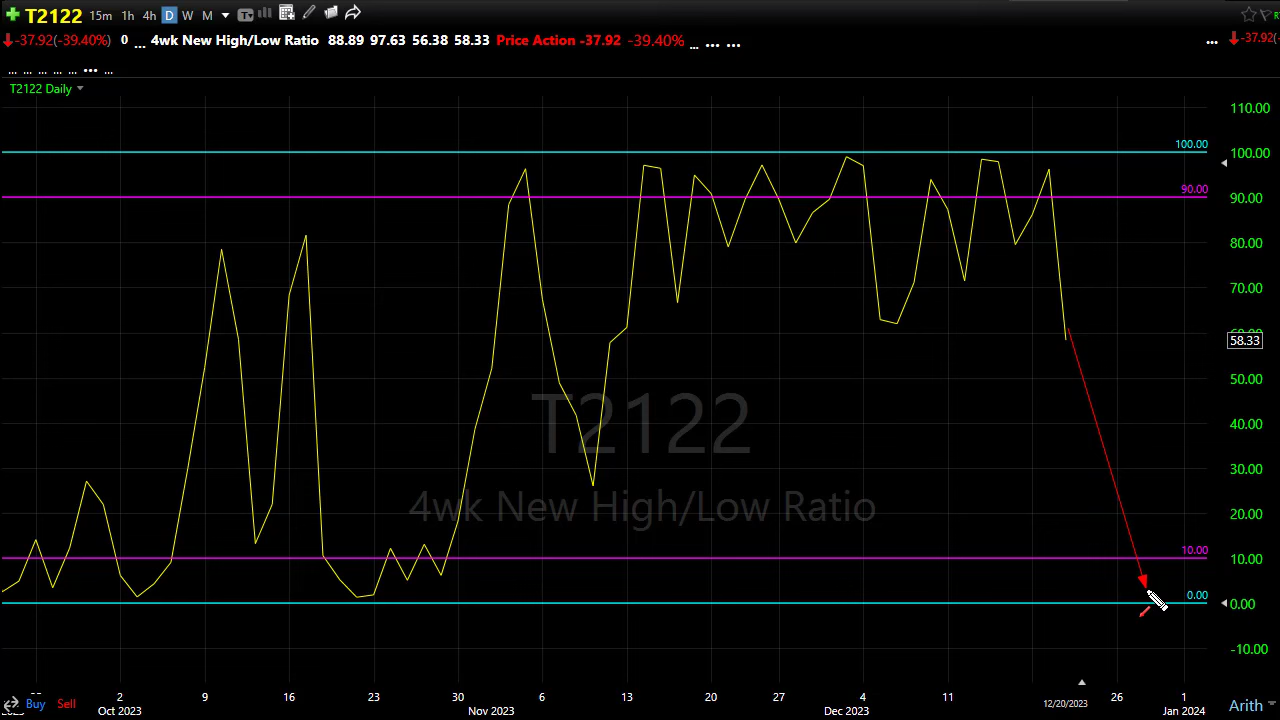 T2122 15m 1h 4h D W M
-37.92(-39.40%) 0 ... 4wk New High/Low Ratio 88.89 97.63 56.38 58.33 Price Action -37.92 -39.40% ... ... ... ... -37.92(-
... ... ... ... ... ... ...
T2122 Daily
110.00
100.00 100.00
90.00 90.00
80.00
70.00
60.00
58.33
50.00
40.00
30.00
20.00
10.00 10.00
0.00 0.00
-10.00
T2122
4wk New High/Low Ratio
2 9 16 23 30 6 13 20 27 4 11 26 1
Buy Sell Oct 2023 Nov 2023 Dec 2023 12/20/2023 Jan 2024 Arith